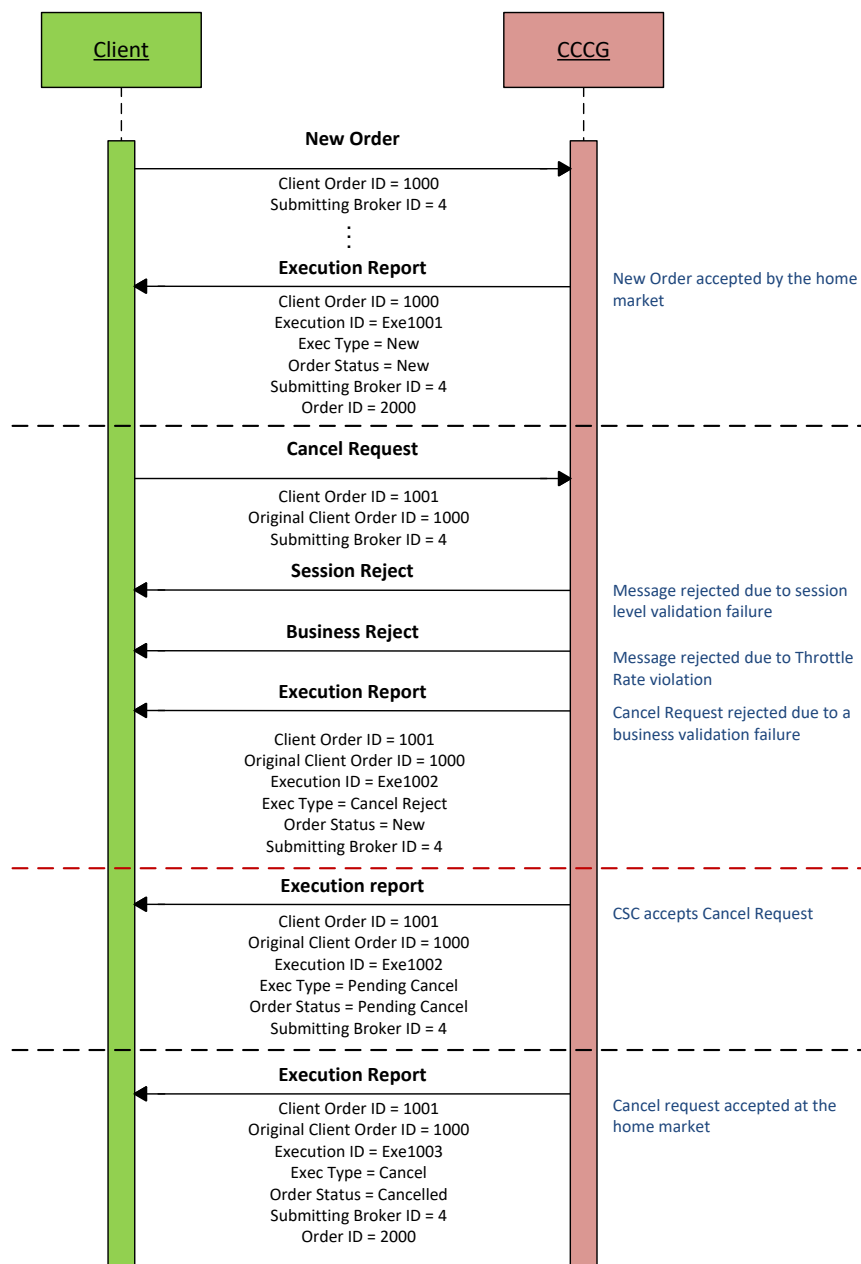 Client
CCCG
New Order
Client Order ID = 1000
Submitting Broker ID = 4
Execution Report
New Order accepted by the home
market
Client Order ID = 1000
Execution ID = Exe1001
Exec Type = New
Order Status = New
Submitting Broker ID = 4
Order ID = 2000
Cancel Request
Client Order ID = 1001
Original Client Order ID = 1000
Submitting Broker ID = 4
Session Reject
Message rejected due to session
level validation failure
Business Reject
Message rejected due to Throttle
Rate violation
Execution Report
Cancel Request rejected due to a
business validation failure
Client Order ID = 1001
Original Client Order ID = 1000
Execution ID = Exe1002
Exec Type = Cancel Reject
Order Status = New
Submitting Broker ID = 4
Execution report
CSC accepts Cancel Request
Client Order ID = 1001
Original Client Order ID = 1000
Execution ID = Exe1002
Exec Type = Pending Cancel
Order Status = Pending Cancel
Submitting Broker ID = 4
Execution Report
Cancel request accepted at the
home market
Client Order ID = 1001
Original Client Order ID = 1000
Execution ID = Exe1003
Exec Type = Cancel
Order Status = Cancelled
Submitting Broker ID = 4
Order ID = 2000